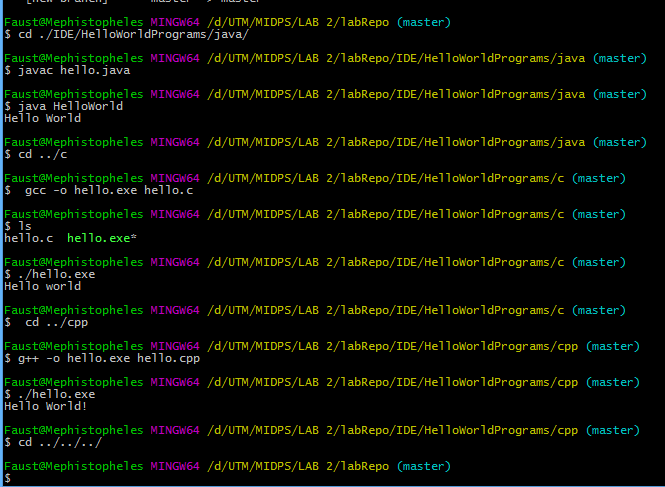 Faust@Mephistopheles MINGW64 /d/UTM/MIDPS/LAB 2/labRepo (master)
$ cd ./IDE/HelloWorldPrograms/java/
Faust@Mephistopheles MINGW64 /d/UTM/MIDPS/LAB 2/labRepo/IDE/HelloWorldPrograms/java (master)
$ javac hello.java
Faust@Mephistopheles MINGW64 /d/UTM/MIDPS/LAB 2/labRepo/IDE/HelloWorldPrograms/java (master)
$ java HelloWorld
Hello World
Faust@Mephistopheles MINGW64 /d/UTM/MIDPS/LAB 2/labRepo/IDE/HelloWorldPrograms/java (master)
$ cd ../c
Faust@Mephistopheles MINGW64 /d/UTM/MIDPS/LAB 2/labRepo/IDE/HelloWorldPrograms/c (master)
$  gcc -o hello.exe hello.c
Faust@Mephistopheles MINGW64 /d/UTM/MIDPS/LAB 2/labRepo/IDE/HelloWorldPrograms/c (master)
$ ls
hello.c  hello.exe*
Faust@Mephistopheles MINGW64 /d/UTM/MIDPS/LAB 2/labRepo/IDE/HelloWorldPrograms/c (master)
$ ./hello.exe
Hello world
Faust@Mephistopheles MINGW64 /d/UTM/MIDPS/LAB 2/labRepo/IDE/HelloWorldPrograms/c (master)
$  cd ../cpp
Faust@Mephistopheles MINGW64 /d/UTM/MIDPS/LAB 2/labRepo/IDE/HelloWorldPrograms/cpp (master)
$ g++ -o hello.exe hello.cpp
Faust@Mephistopheles MINGW64 /d/UTM/MIDPS/LAB 2/labRepo/IDE/HelloWorldPrograms/cpp (master)
$ ./hello.exe
Hello World!
Faust@Mephistopheles MINGW64 /d/UTM/MIDPS/LAB 2/labRepo/IDE/HelloWorldPrograms/cpp (master)
$ cd ../../../
Faust@Mephistopheles MINGW64 /d/UTM/MIDPS/LAB 2/labRepo (master)
$